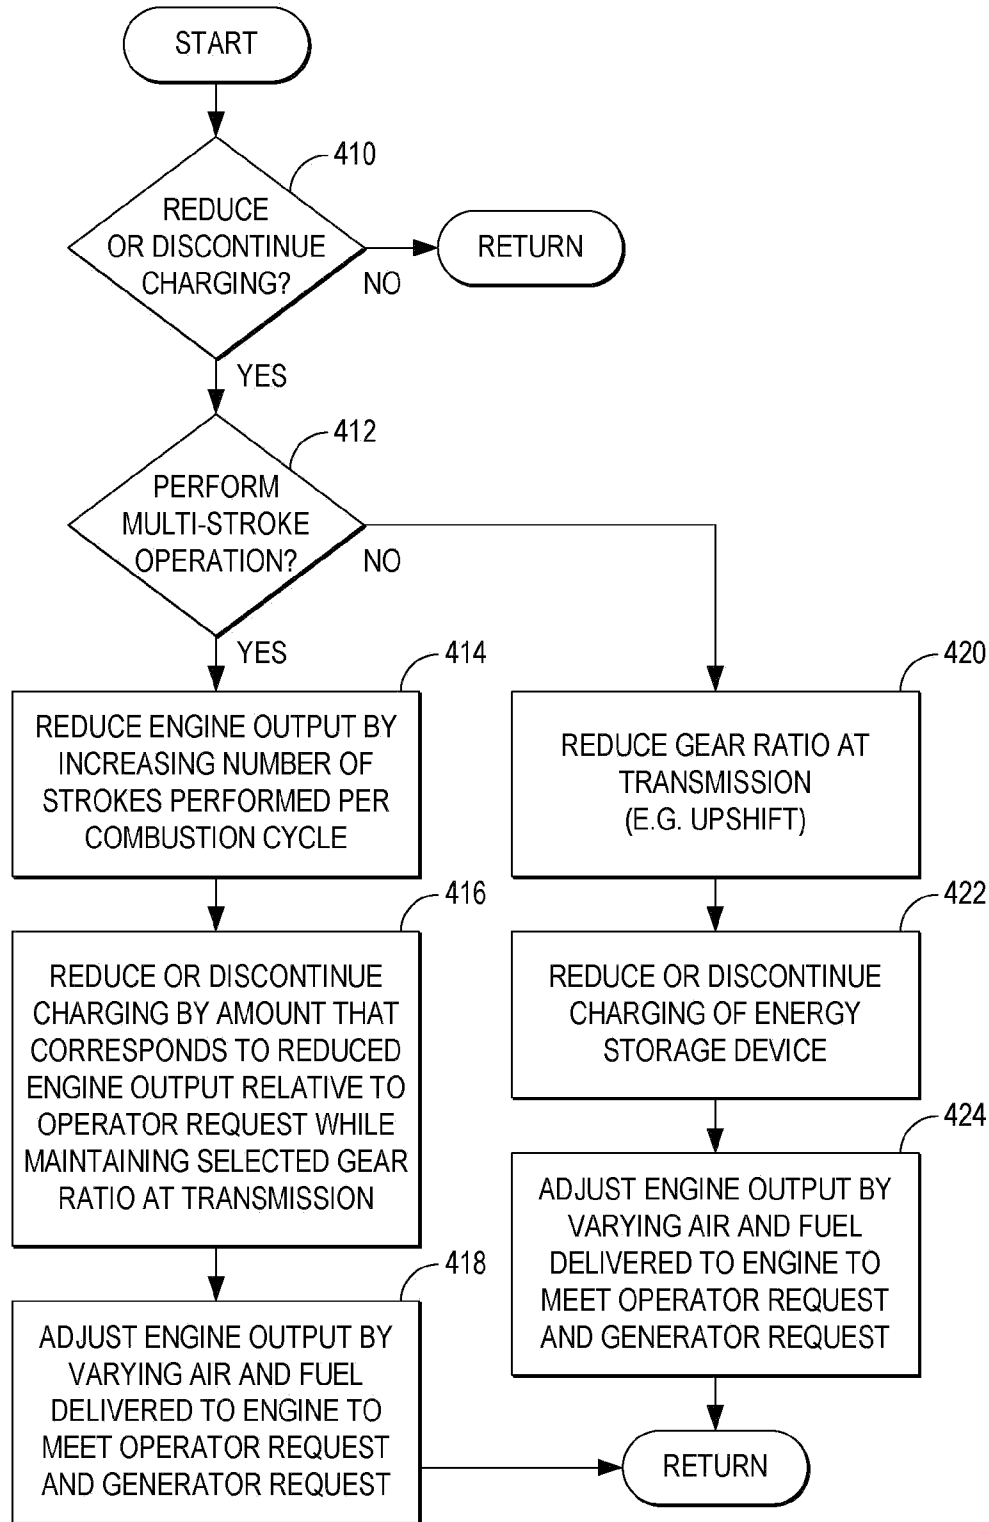 START
410
REDUCE
OR DISCONTINUE
CHARGING?
RETURN
NO
YES
412
PERFORM
MULTI-STROKE
OPERATION?
NO
YES
414
REDUCE ENGINE OUTPUT BY
INCREASING NUMBER OF
STROKES PERFORMED PER
COMBUSTION CYCLE
416
REDUCE OR DISCONTINUE
CHARGING BY AMOUNT THAT
CORRESPONDS TO REDUCED
ENGINE OUTPUT RELATIVE TO
OPERATOR REQUEST WHILE
MAINTAINING SELECTED GEAR
RATIO AT TRANSMISSION
418
ADJUST ENGINE OUTPUT BY
VARYING AIR AND FUEL
DELIVERED TO ENGINE TO
MEET OPERATOR REQUEST
AND GENERATOR REQUEST
420
REDUCE GEAR RATIO AT
TRANSMISSION
(E.G. UPSHIFT)
422
REDUCE OR DISCONTINUE
CHARGING OF ENERGY
STORAGE DEVICE
424
ADJUST ENGINE OUTPUT BY
VARYING AIR AND FUEL
DELIVERED TO ENGINE TO
MEET OPERATOR REQUEST
AND GENERATOR REQUEST
RETURN